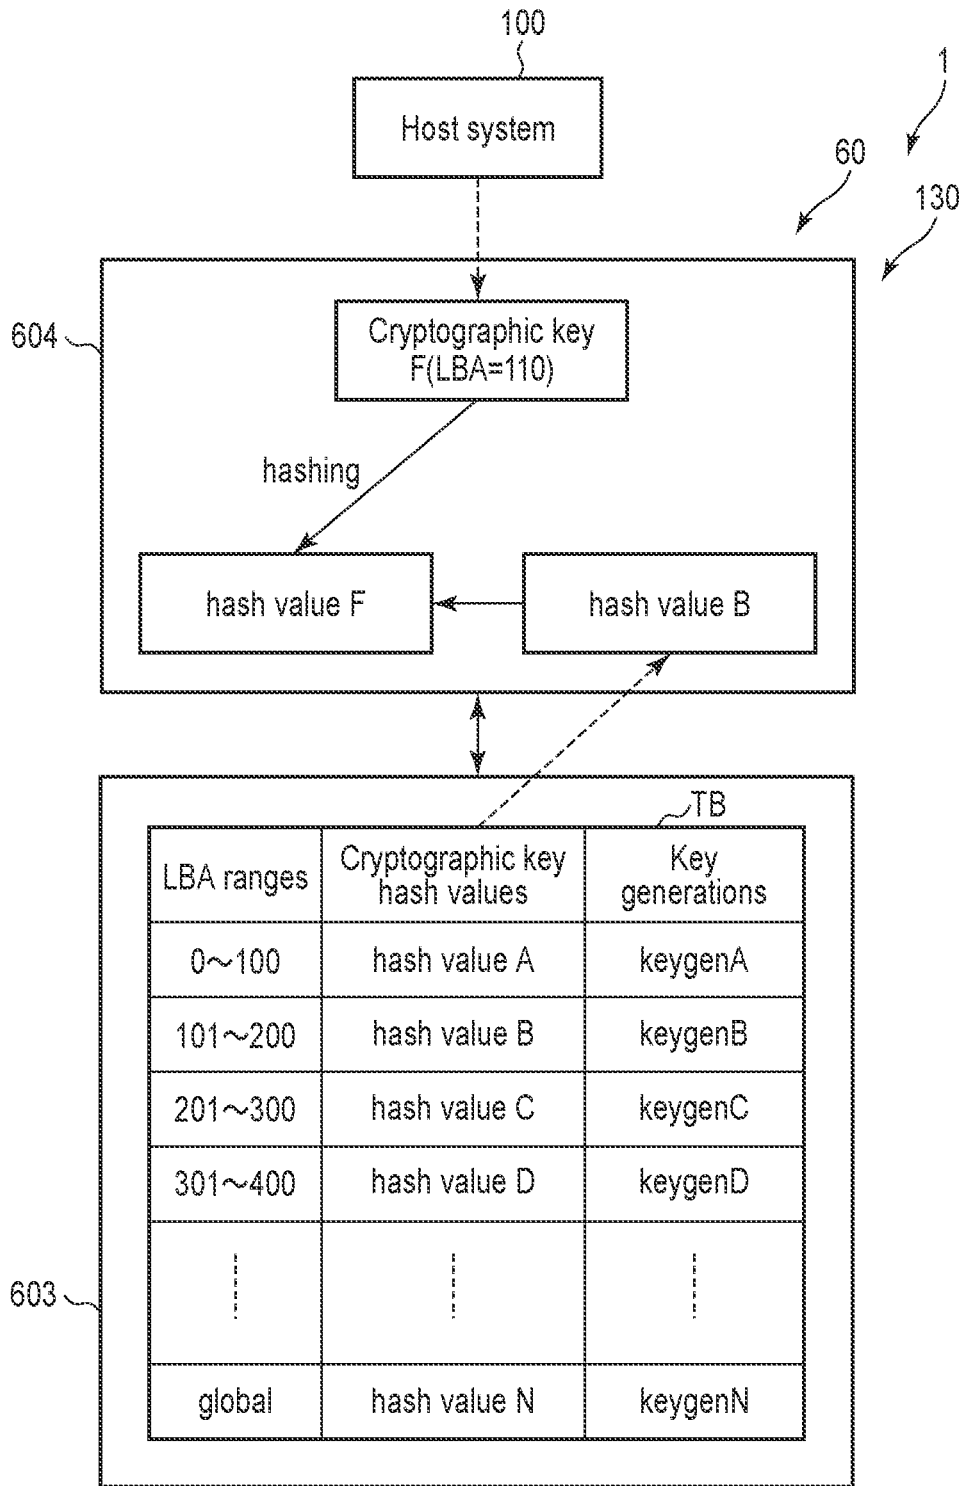 100
1
Host system
60
130
604
Cryptographic key
F(LBA=110)
hashing
hash value F
hash value B
TB
LBA ranges
Cryptographic key
hash values
Key
generations
0～100
hash value A
keygenA
101～200
hash value B
keygenB
201～300
hash value C
keygenC
301～400
hash value D
keygenD
603
global
hash value N
keygenN